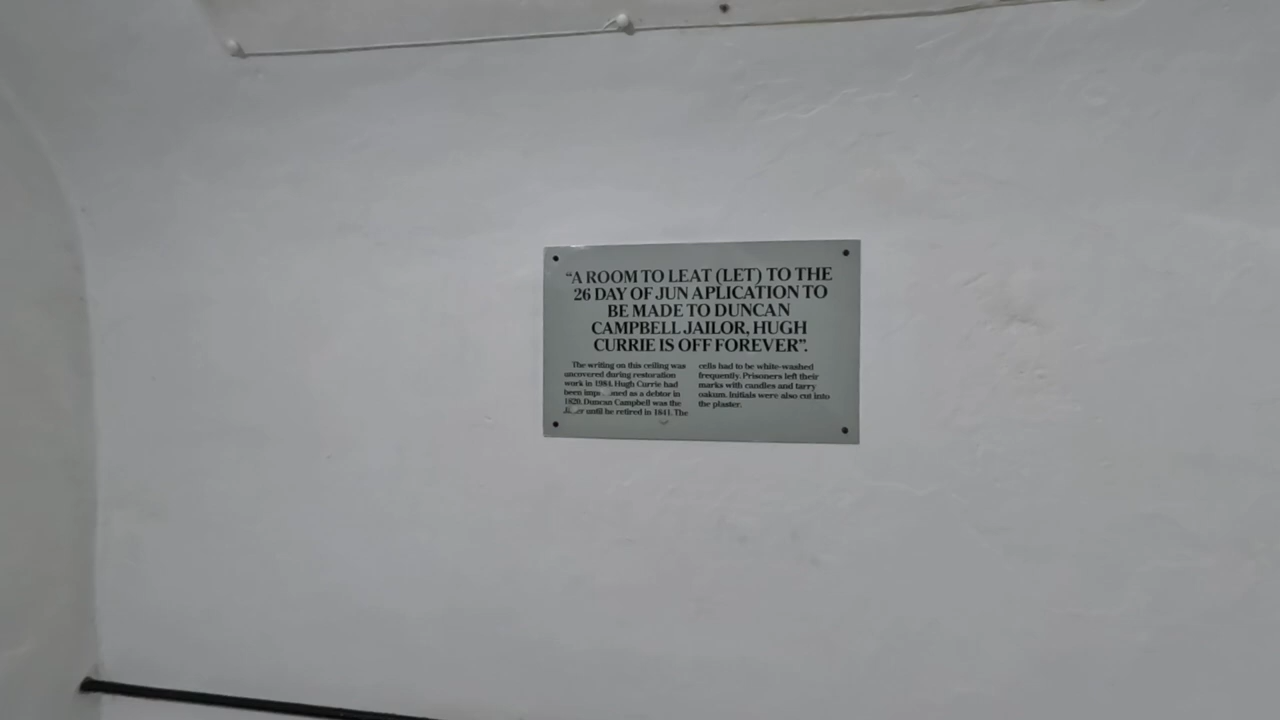 “A ROOM TO LEAT (LET) TO THE
26 DAY OF JUN APLICATION TO
BE MADE TO DUNCAN
CAMPBELL JAILOR, HUGH
CURRIE IS OFF FOREVER”.
The writing on this ceiling was
uncovered during restoration
work in 1984. Hugh Currie had
been as a debtor in
1820. Duncan Campbell was the
until he retired in 1841. The
cells had to be white-washed
frequently. Prisoners left their
marks with candles and tarry
oakum. Initials were also cut into
the plaster.